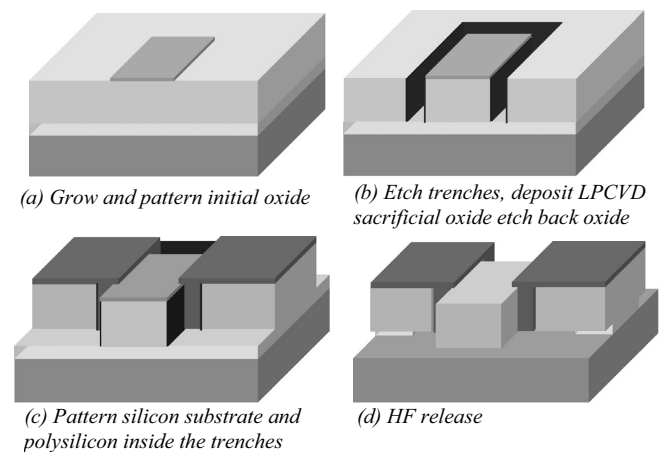 (a) Grow and pattern initial oxide
(b) Etch trenches, deposit LPCVD
sacrificial oxide etch back oxide
(c) Pattern silicon substrate and
polysilicon inside the trenches
(d) HF release